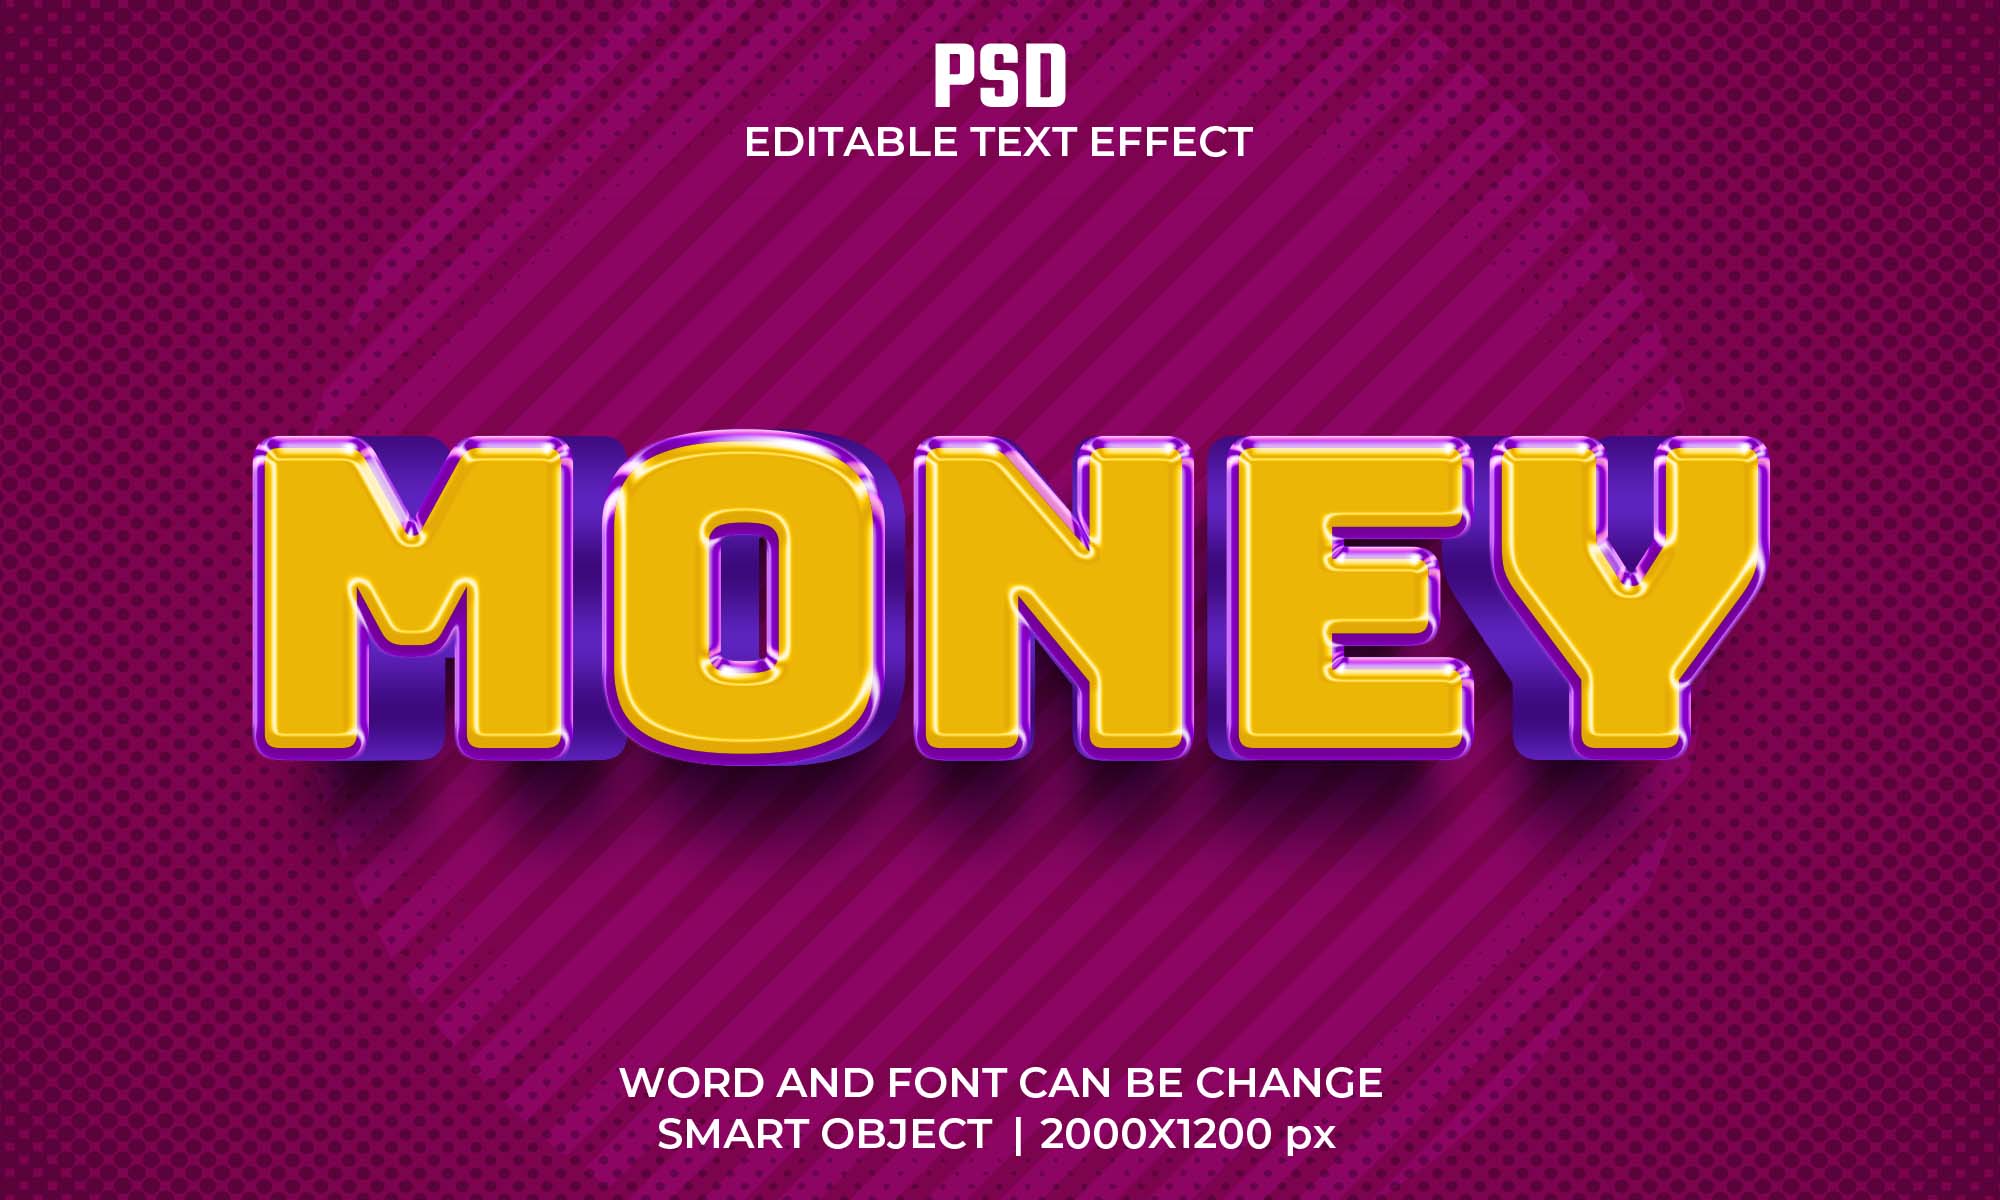 PSD
EDITABLE TEXT EFFECT
MONEY
WORD AND FONT CAN BE CHANGE
SMART OBJECT | 2000X1200 px